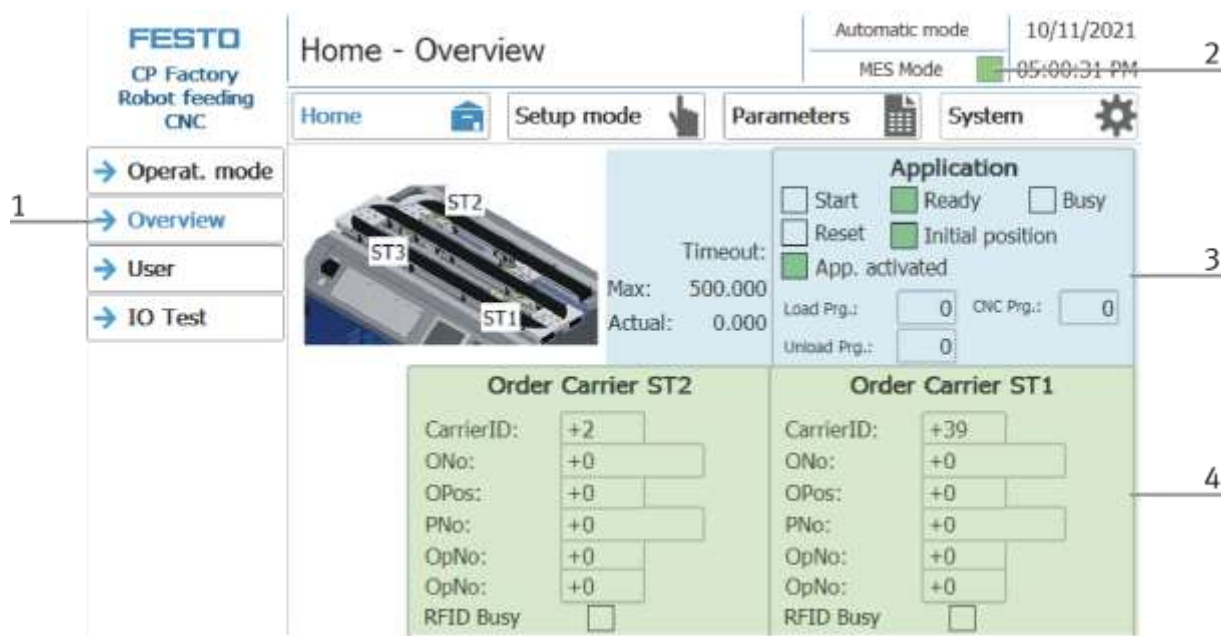 FESTO
CP Factory
Robot feeding
CNC
Home - Overview
Automatic mode
10/11/2021
MES Mode
05:00:31 PM
2
Home
Setup mode
Parameters
System
Operat. mode
1
Overview
User
IO Test
ST2
ST3
ST1
Timeout:
Max: 500.000
Actual: 0.000
Application
Start Ready Busy
Reset Initial position
App. activated
3
Load Prg.: 0 CNC Prg.: 0
Unload Prg.: 0
Order Carrier ST2
CarrierID: +2
ONo: +0
OPos: +0
PNo: +0
OpNo: +0
OpNo: +0
RFID Busy
Order Carrier ST1
CarrierID: +39
ONo: +0
OPos: +0
PNo: +0
OpNo: +0
OpNo: +0
RFID Busy
4